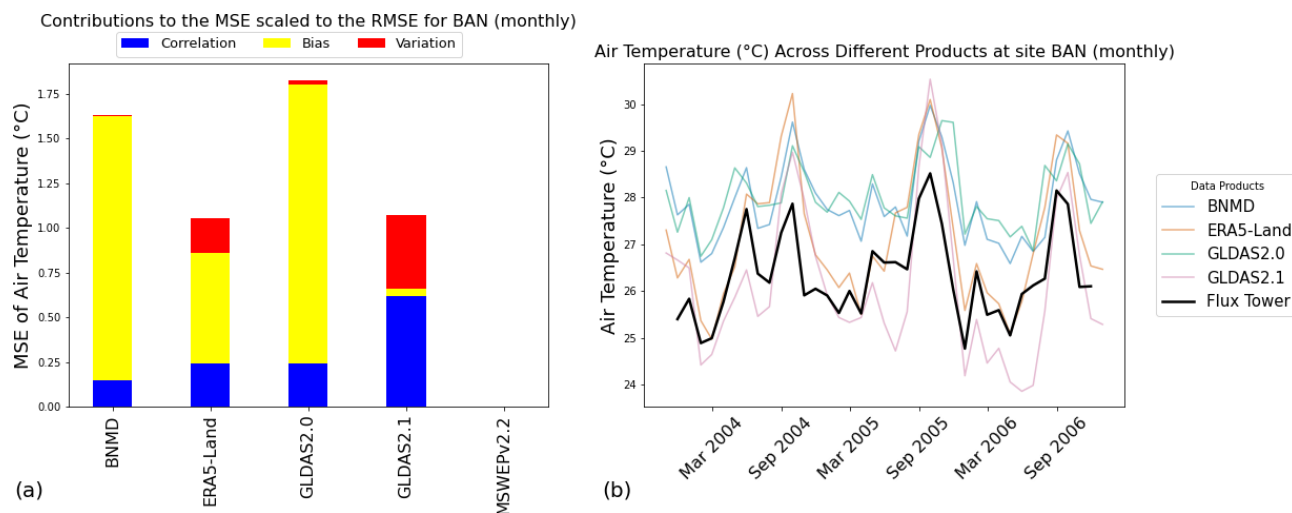 Contributions to the MSE scaled to the RMSE for BAN (monthly)
Correlation Bias Variation
MSE of Air Temperature (°C)
1.75
1.50
1.25
1.00
0.75
0.50
0.25
0.00
BNMD
ERA5-Land
GLDAS2.0
GLDAS2.1
MSWEPv2.2
(a)
Air Temperature (°C) Across Different Products at site BAN (monthly)
Air Temperature (°C)
30
29
28
27
26
25
24
Mar 2004
Sep 2004
Mar 2005
Sep 2005
Mar 2006
Sep 2006
Data Products
BNMD
ERA5-Land
GLDAS2.0
GLDAS2.1
Flux Tower
(b)